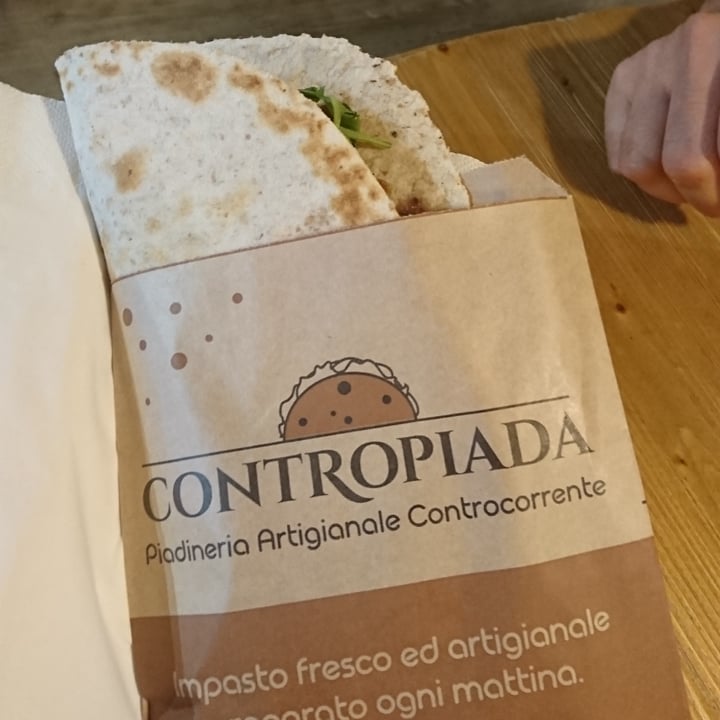 CONTROPIADA
Piadineria Artigianale Controcorrente
Impasto fresco ed artigianale
ogni mattina.